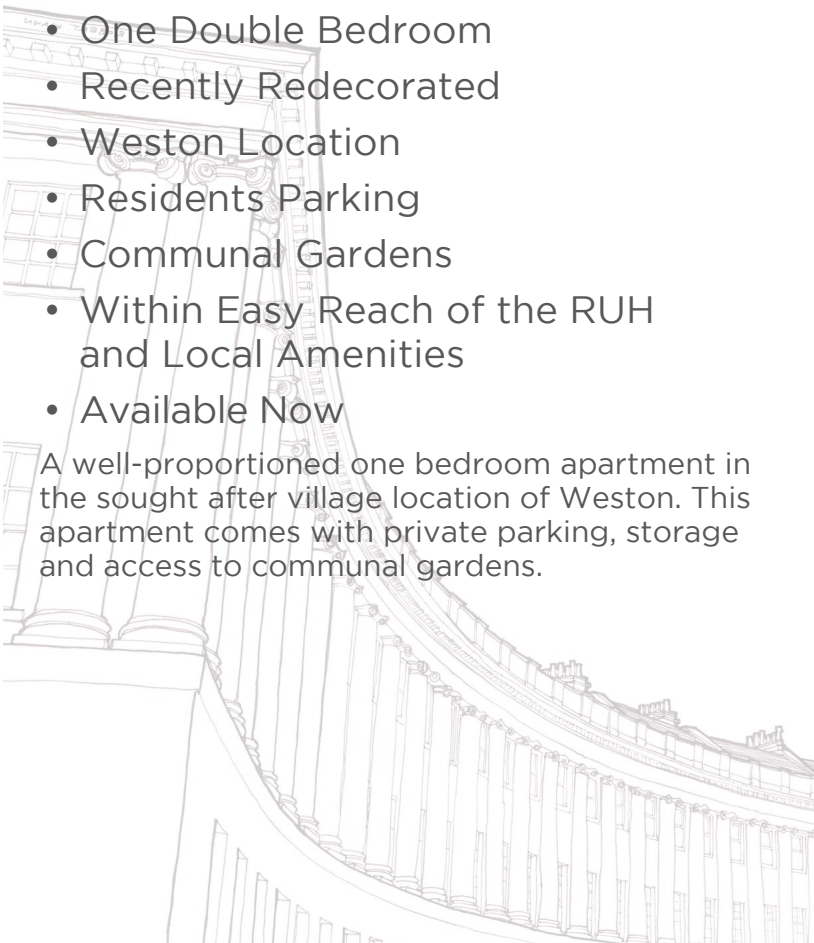 • One Double Bedroom
• Recently Redecorated
• Weston Location
• Residents Parking
• Communal Gardens
• Within Easy Reach of the RUH
and Local Amenities
• Available Now
A well-proportioned one bedroom apartment in
the sought after village location of Weston. This
apartment comes with private parking, storage
and access to communal gardens.